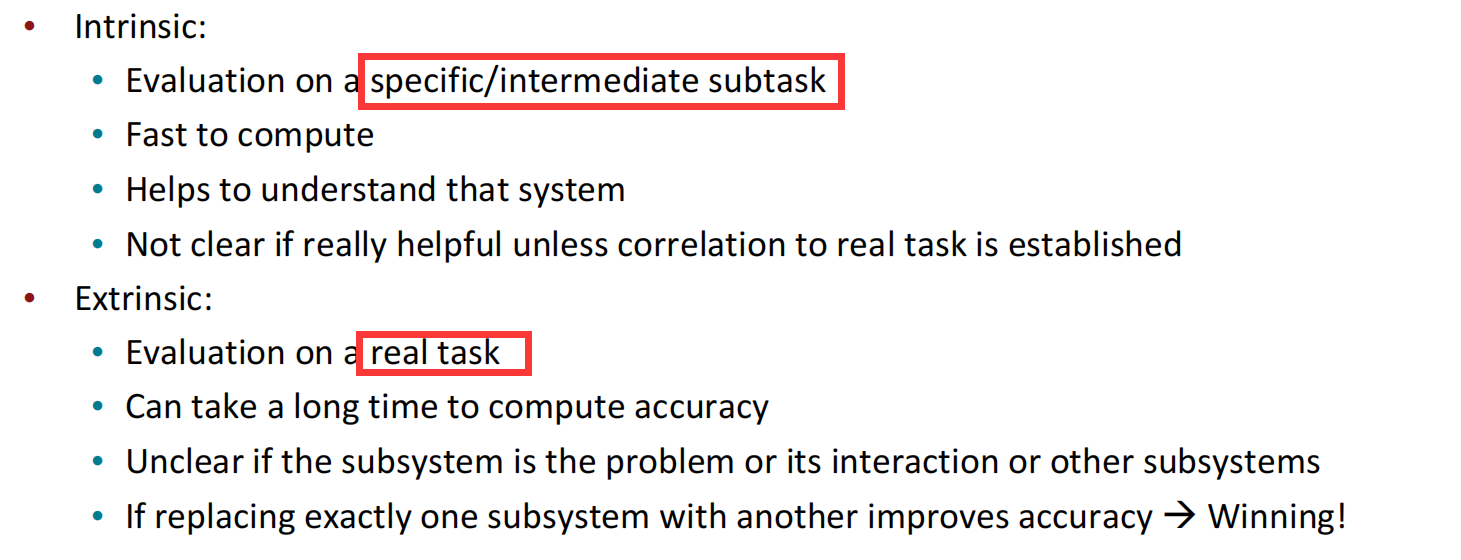 • Intrinsic:
• Evaluation on a specific/intermediate subtask
• Fast to compute
• Helps to understand that system
• Not clear if really helpful unless correlation to real task is established
• Extrinsic:
• Evaluation on a real task
• Can take a long time to compute accuracy
• Unclear if the subsystem is the problem or its interaction or other subsystems
• If replacing exactly one subsystem with another improves accuracy → Winning!